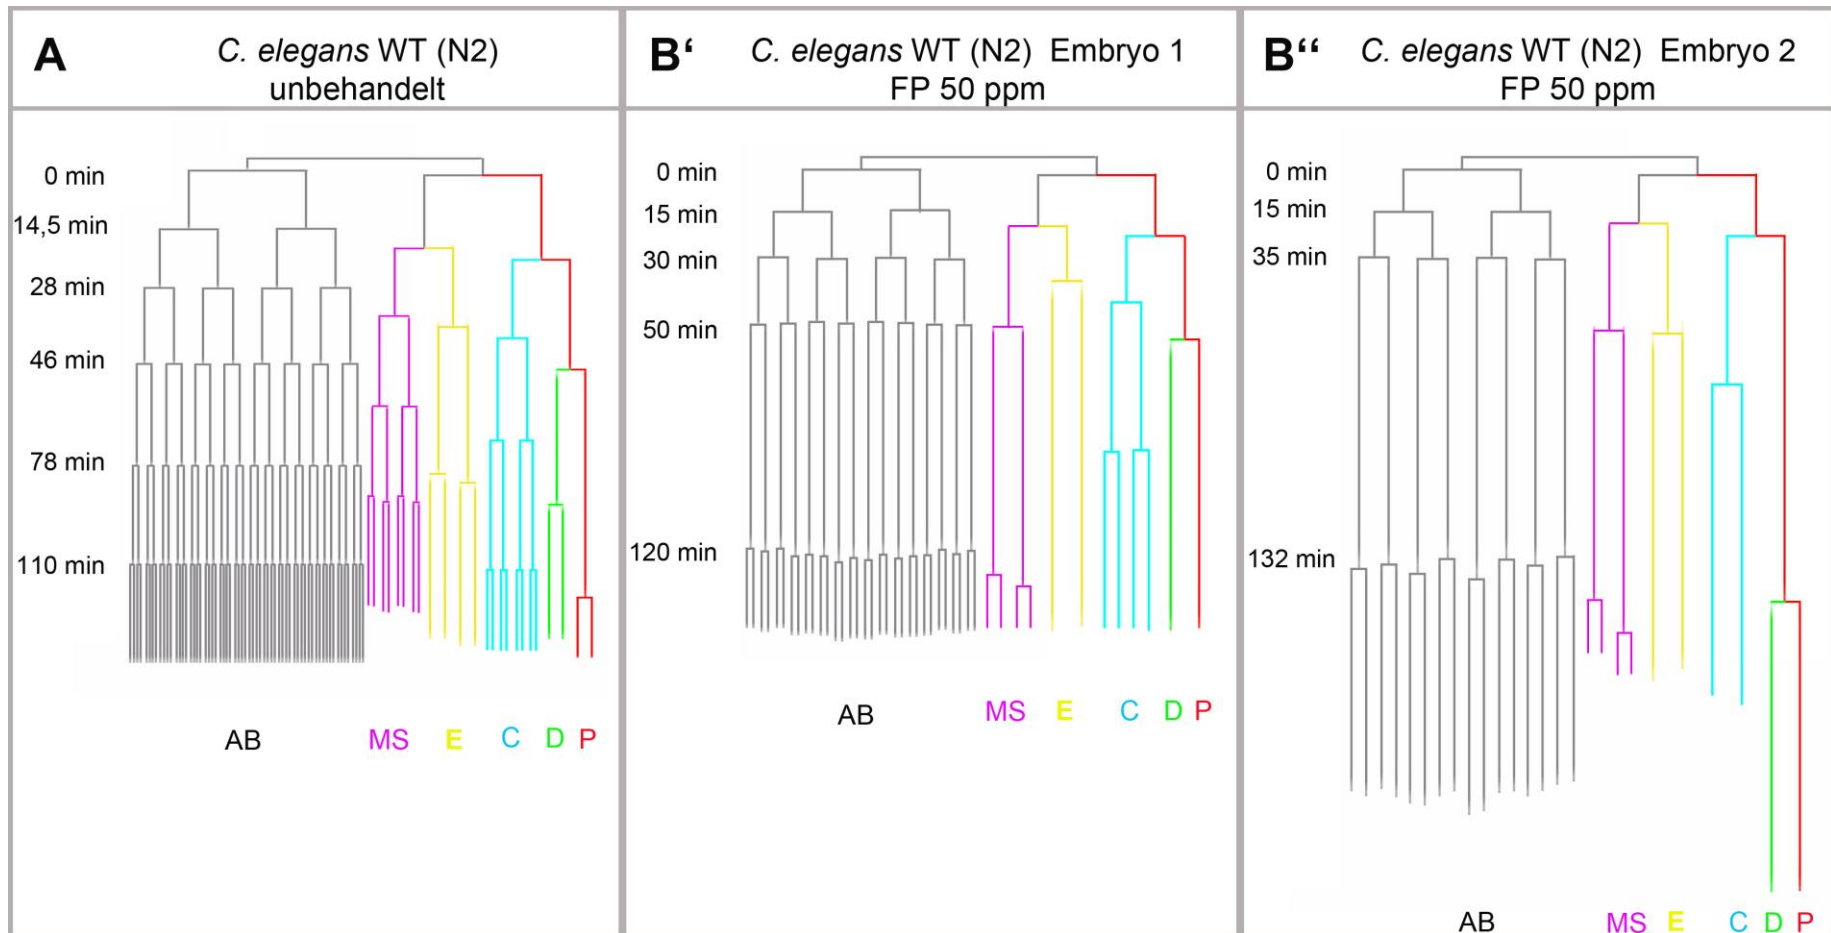 A
C. elegans WT (N2)
unbehandelt
0 min
14,5 min
28 min
46 min
78 min
110 min
AB MS E C D P
B‘ C. elegans WT (N2) Embryo 1
FP 50 ppm
0 min
15 min
30 min
50 min
120 min
AB MS E C D P
B‘‘ C. elegans WT (N2) Embryo 2
FP 50 ppm
0 min
15 min
35 min
132 min
AB MS E C D P